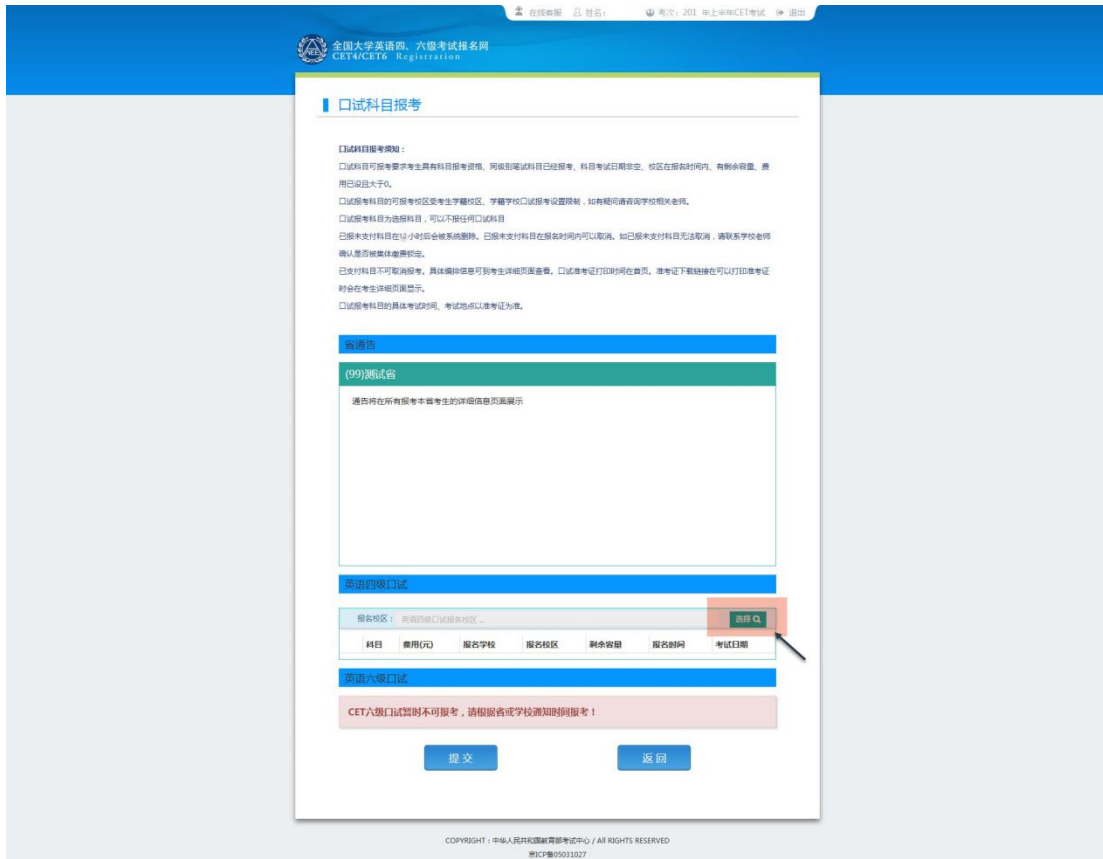 在线客服 姓名: 考次: 201 年上半年CET考试 退出
全国大学英语四、六级考试报名网
CET4/CET6 Registration
口试科目报考
口试科目报考须知:
口试科目可报考要求考生具有科目报考资格、同级别笔试科目已经报考、科目考试日期非空、校区在报名时间内、有剩余容量、费
用已设且大于0。
口试报考科目的可报考校区受考生学籍校区、学籍学校口试报考设置限制,如有疑问请咨询学校相关老师。
口试报考科目为选报科目,可以不报任何口试科目
已报未支付科目在12小时后会被系统删除。已报未支付科目在报名时间内可以取消。如已报未支付科目无法取消,请联系学校老师
确认是否被集体缴费锁定。
已支付科目不可取消报考。具体编排信息可到考生详细页面查看。口试准考证打印时间在首页。准考证下载链接在可以打印准考证
时会在考生详细页面显示。
口试报考科目的具体考试时间、考试地点以准考证为准。
省通告
(99)测试省
通告将在所有报考本省考生的详细信息页面展示
英语四级口试
报名校区: 英语四级口试报名校区 ... 选择
科目 费用(元) 报名学校 报名校区 剩余容量 报名时间 考试日期
英语六级口试
CET六级口试暂时不可报考,请根据省或学校通知时间报考!
提 交 返 回
COPYRIGHT:中华人民共和国教育部考试中心 / All RIGHTS RESERVED
京ICP备05031027